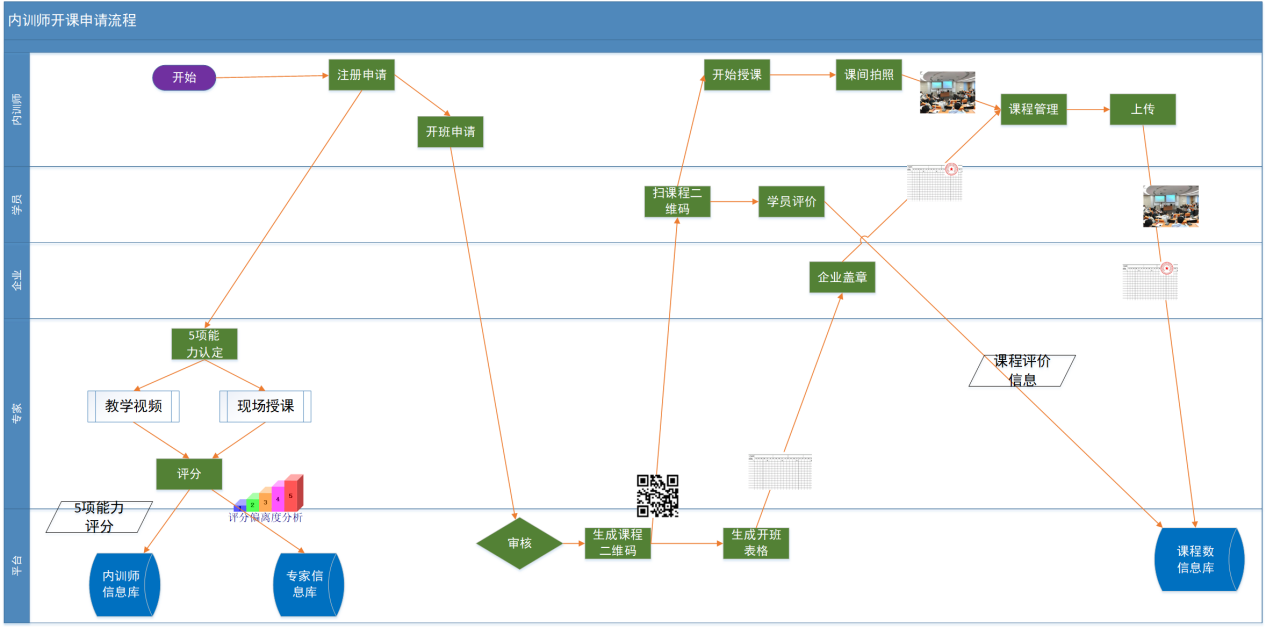 内训师开课申请流程
内训师
开始
注册申请
开班申请
开始授课
课间拍照
课程管理
上传
学员
扫课程二
维码
学员评价
企业
企业盖章
专家
5项能
力认定
教学视频
现场授课
评分
1
2
3
4
5
评分偏离度分析
课程评价
信息
5项能力
评分
平台
内训师
信息库
专家信
息库
审核
生成课程
二维码
生成开班
表格
课程数
信息库